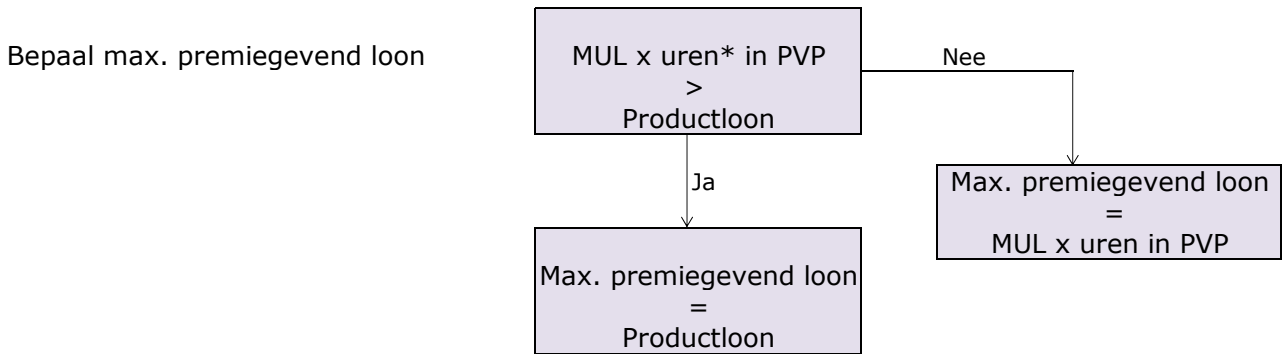 Bepaal max. premiegevend loon
MUL x uren* in PVP
>
Productloon
Nee
Ja
Max. premiegevend loon
=
MUL x uren in PVP
Max. premiegevend loon
=
Productloon